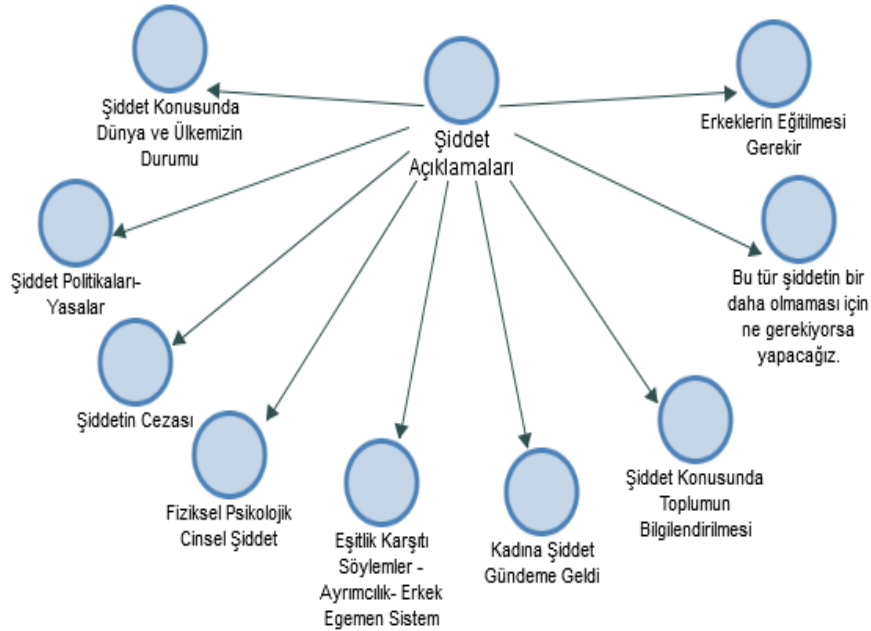 Şiddet Konusunda
Dünya ve Ülkemizin
Durumu
Şiddet
Açıklamaları
Erkeklerin Eğitilmesi
Gerekir
Şiddet Politikaları-
Yasalar
Bu tür şiddetin bir
daha olmaması için
ne gerekiyorsa
yapacağız.
Şiddetin Cezası
Fiziksel Psikolojik
Cinsel Şiddet
Eşitlik Karşıtı
Söylemler -
Ayrımcılık- Erkek
Egemen Sistem
Kadına Şiddet
Gündeme Geldi
Şiddet Konusunda
Toplumun
Bilgilendirilmesi